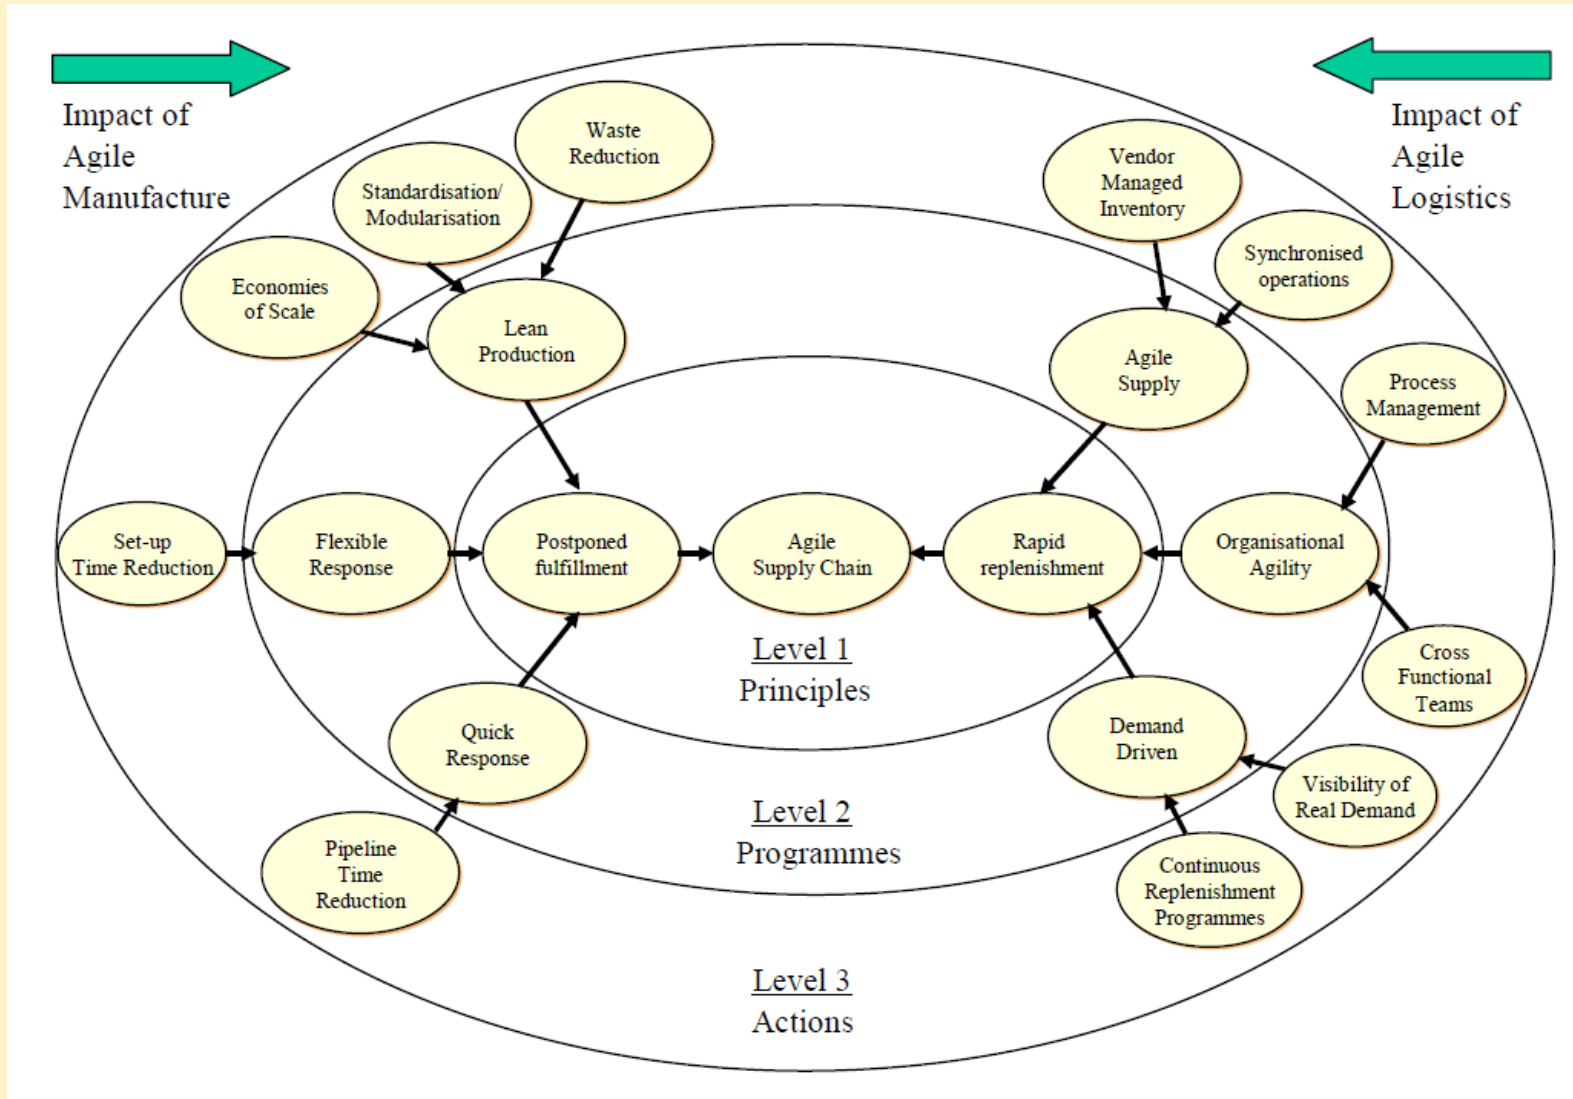 Impact of
Agile
Manufacture
Impact of
Agile
Logistics
Waste
Reduction
Standardisation/
Modularisation
Economies
of Scale
Lean
Production
Vendor
Managed
Inventory
Synchronised
operations
Agile
Supply
Process
Management
Set-up
Time Reduction
Flexible
Response
Postponed
fulfillment
Agile
Supply Chain
Rapid
replenishment
Organisational
Agility
Level 1
Principles
Cross
Functional
Teams
Quick
Response
Demand
Driven
Visibility of
Real Demand
Level 2
Programmes
Pipeline
Time
Reduction
Continuous
Replenishment
Programmes
Level 3
Actions